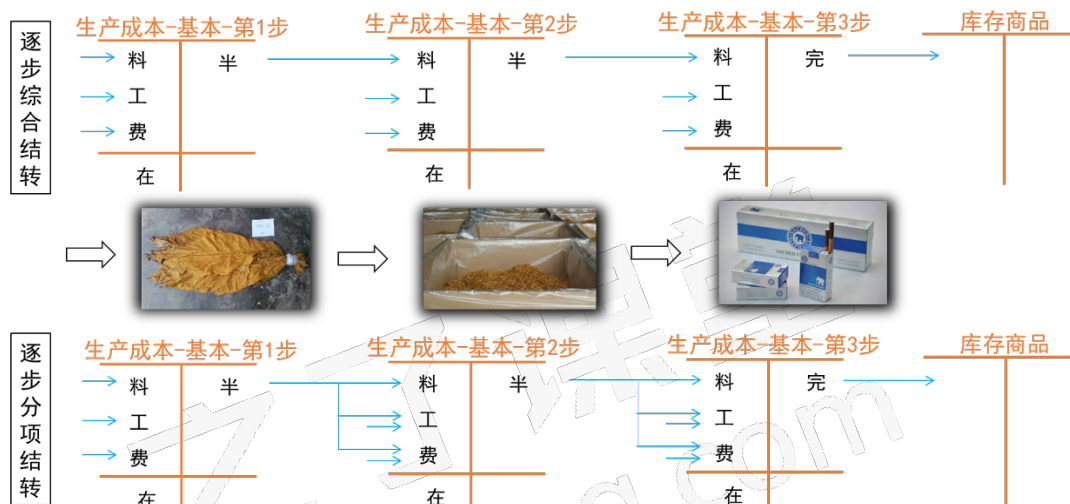 逐步综合结转
生产成本-基本-第1步
生产成本-基本-第2步
生产成本-基本-第3步
库存商品
料 半
料 半
料 完
工
工
工
费
费
费
在
在
在
逐步分项结转
生产成本-基本-第1步
生产成本-基本-第2步
生产成本-基本-第3步
库存商品
料 半
料 半
料 完
工
工
工
费
费
费
在
在
在